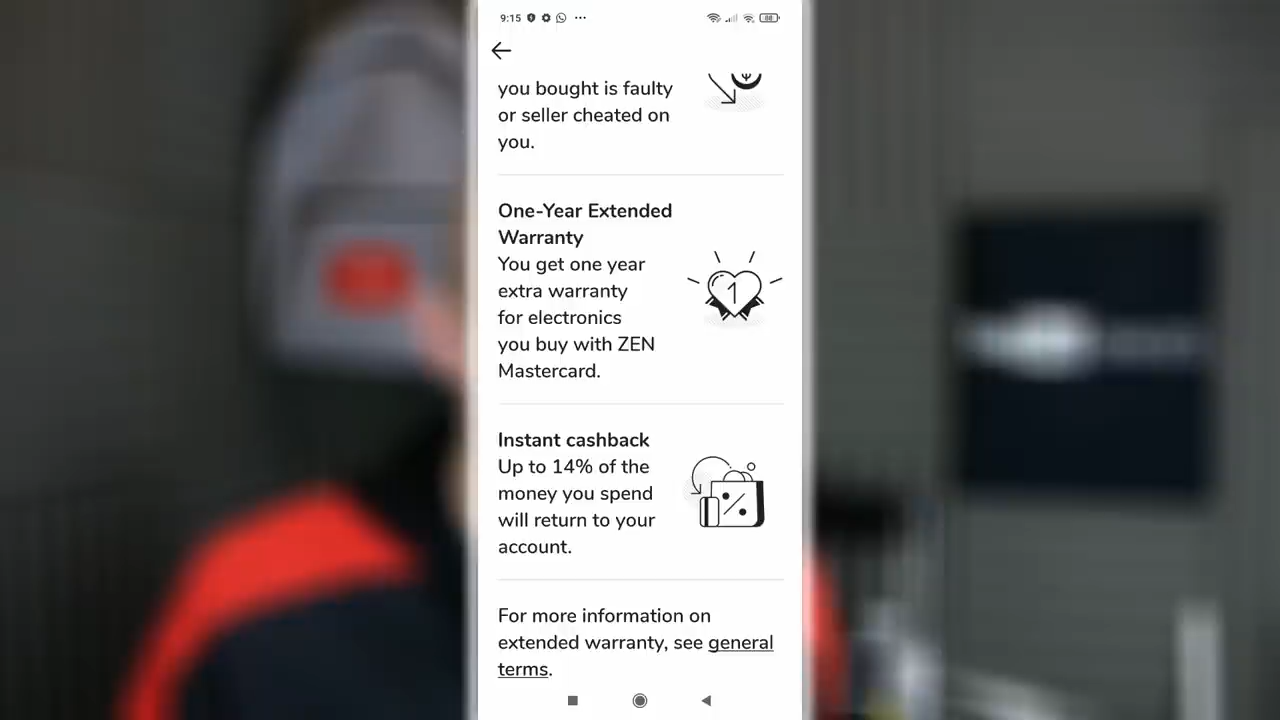 9:15
88
you bought is faulty
or seller cheated on
you.
One-Year Extended
Warranty
You get one year
extra warranty
for electronics
you buy with ZEN
Mastercard.
1
Instant cashback
Up to 14% of the
money you spend
will return to your
account.
%
For more information on
extended warranty, see general
terms.